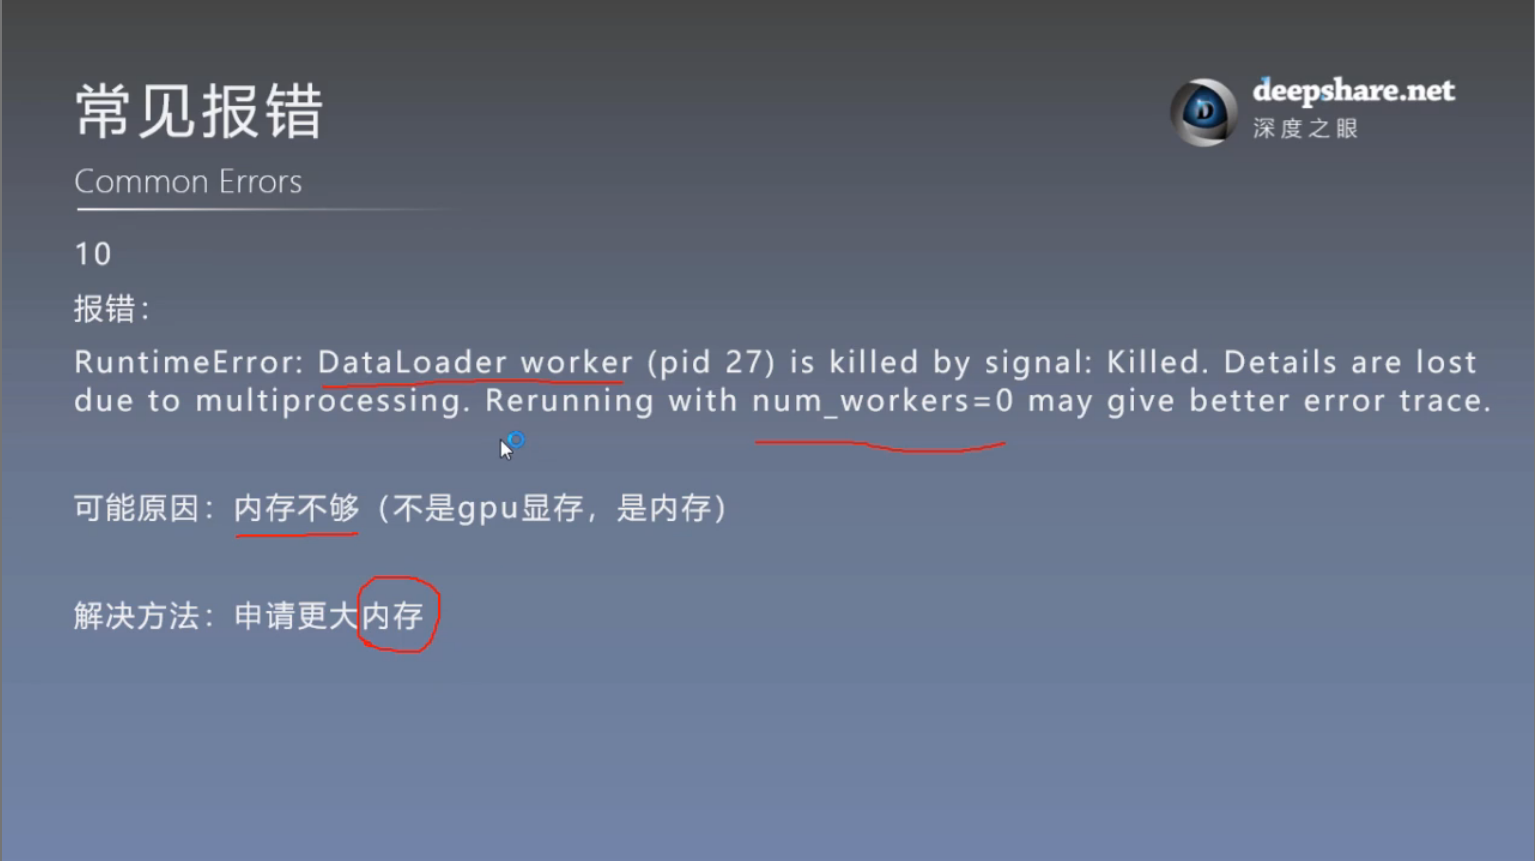 常见报错
deepshare.net
深度之眼
Common Errors
10
报错：
RuntimeError: DataLoader worker (pid 27) is killed by signal: Killed. Details are lost
due to multiprocessing. Rerunning with num_workers=0 may give better error trace.
可能原因：内存不够（不是gpu显存，是内存）
解决方法：申请更大内存